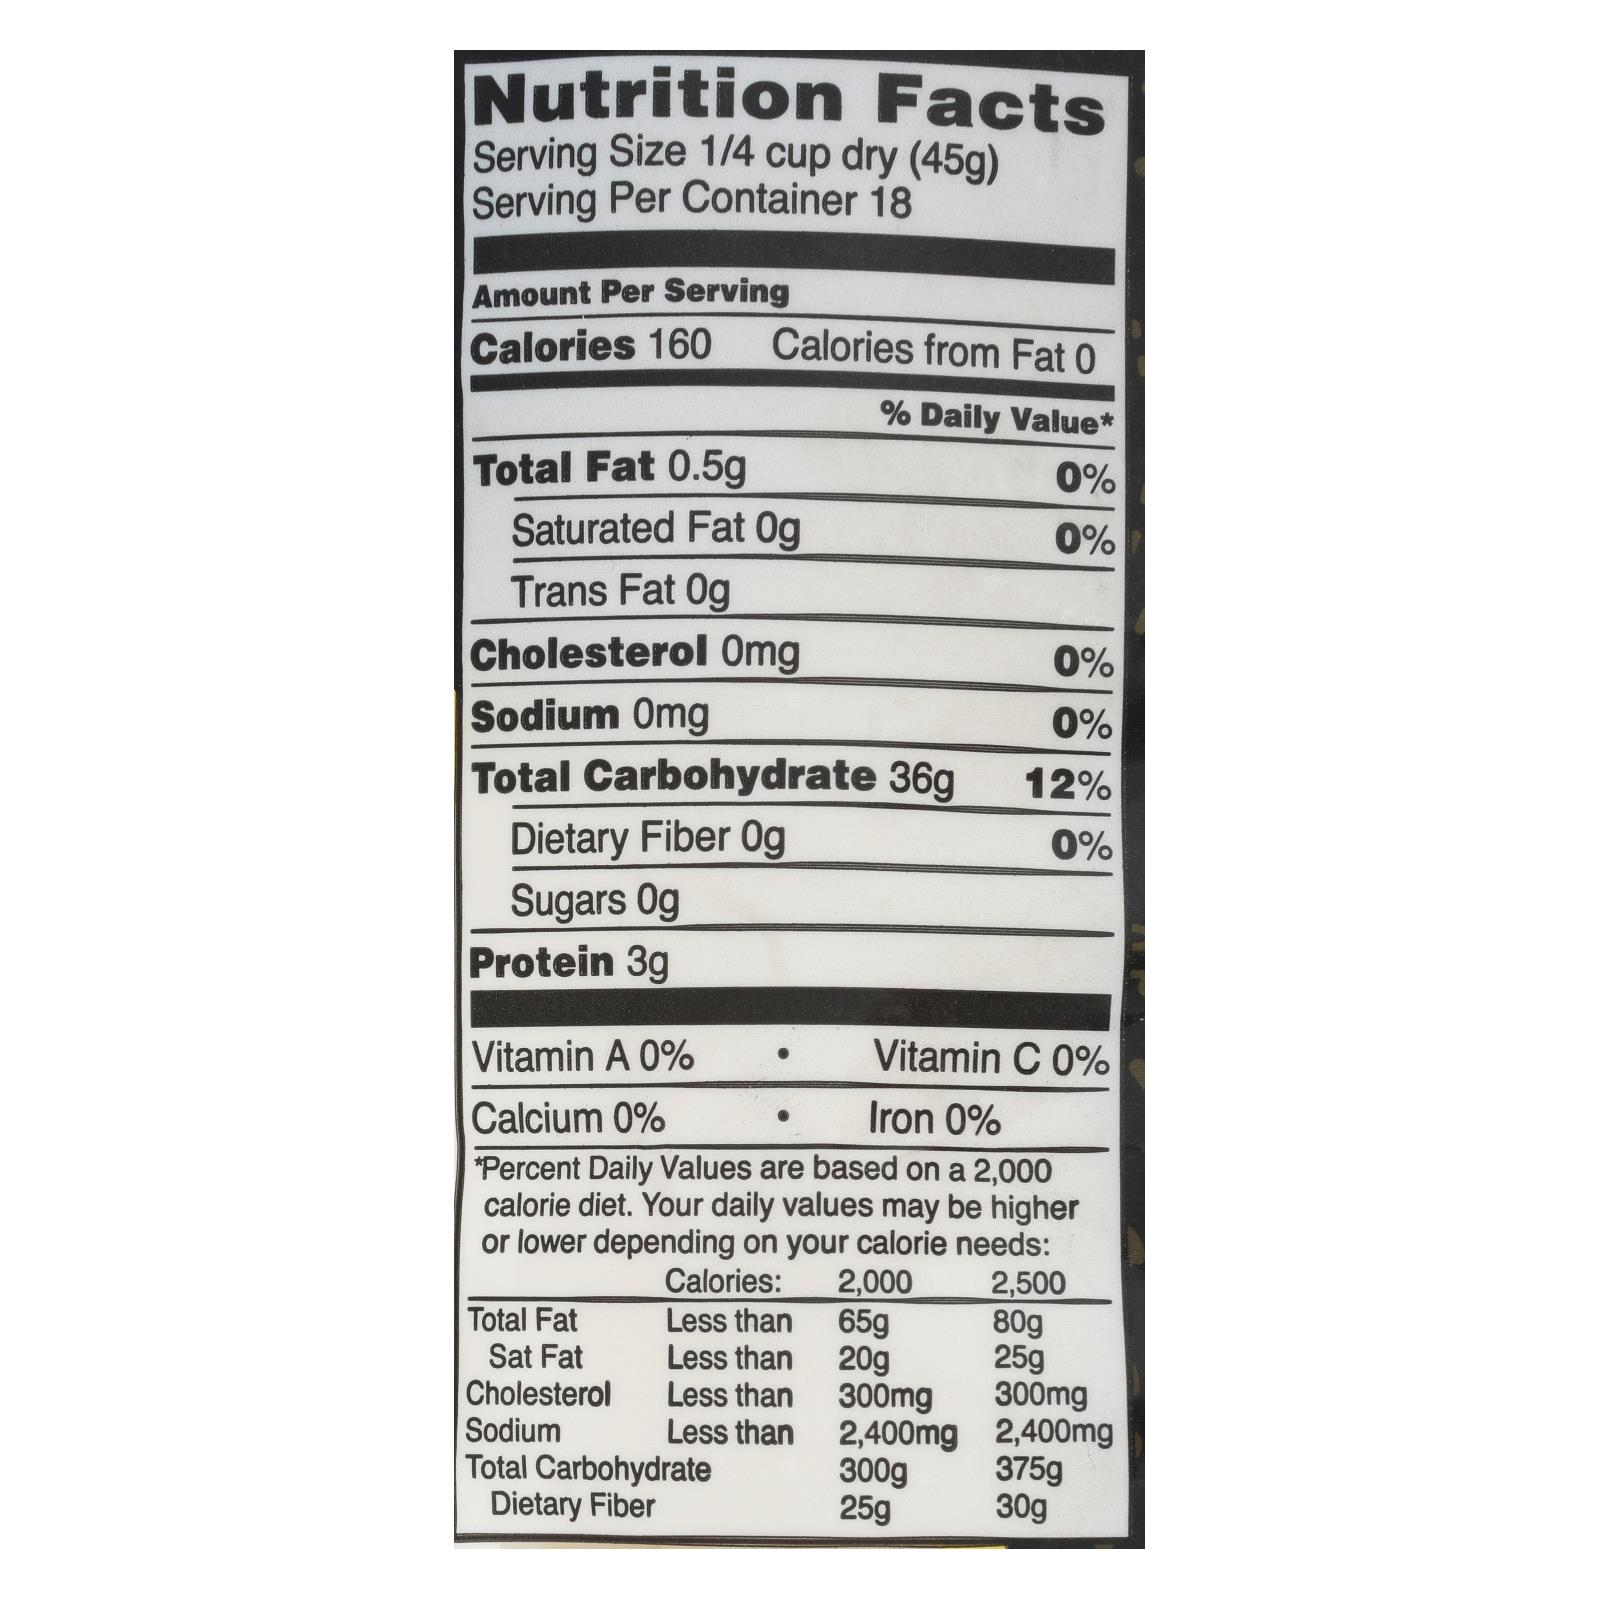 Nutrition Facts
Serving Size 1/4 cup dry (45g)
Serving Per Container 18
Amount Per Serving
Calories 160 Calories from Fat 0
% Daily Value*
Total Fat 0.5g 0%
Saturated Fat 0g 0%
Trans Fat 0g
Cholesterol 0mg 0%
Sodium 0mg 0%
Total Carbohydrate 36g 12%
Dietary Fiber 0g 0%
Sugars 0g
Protein 3g
Vitamin A 0% • Vitamin C 0%
Calcium 0% • Iron 0%
*Percent Daily Values are based on a 2,000
calorie diet. Your daily values may be higher
or lower depending on your calorie needs:
Calories: 2,000 2,500
Total Fat Less than 65g 80g
Sat Fat Less than 20g 25g
Cholesterol Less than 300mg 300mg
Sodium Less than 2,400mg 2,400mg
Total Carbohydrate 300g 375g
Dietary Fiber 25g 30g